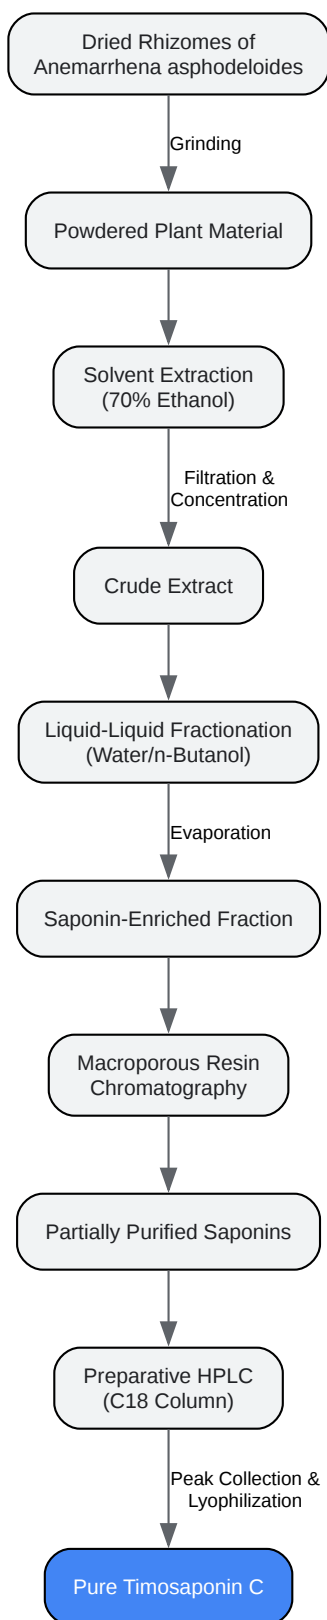 Dried Rhizomes of
Anemarrhena asphodeloides
Grinding
Powdered Plant Material
Solvent Extraction
(70% Ethanol)
Filtration &
Concentration
Crude Extract
Liquid-Liquid Fractionation
(Water/n-Butanol)
Evaporation
Saponin-Enriched Fraction
Macroporous Resin
Chromatography
Partially Purified Saponins
Preparative HPLC
(C18 Column)
Peak Collection &
Lyophilization
Pure Timosaponin C